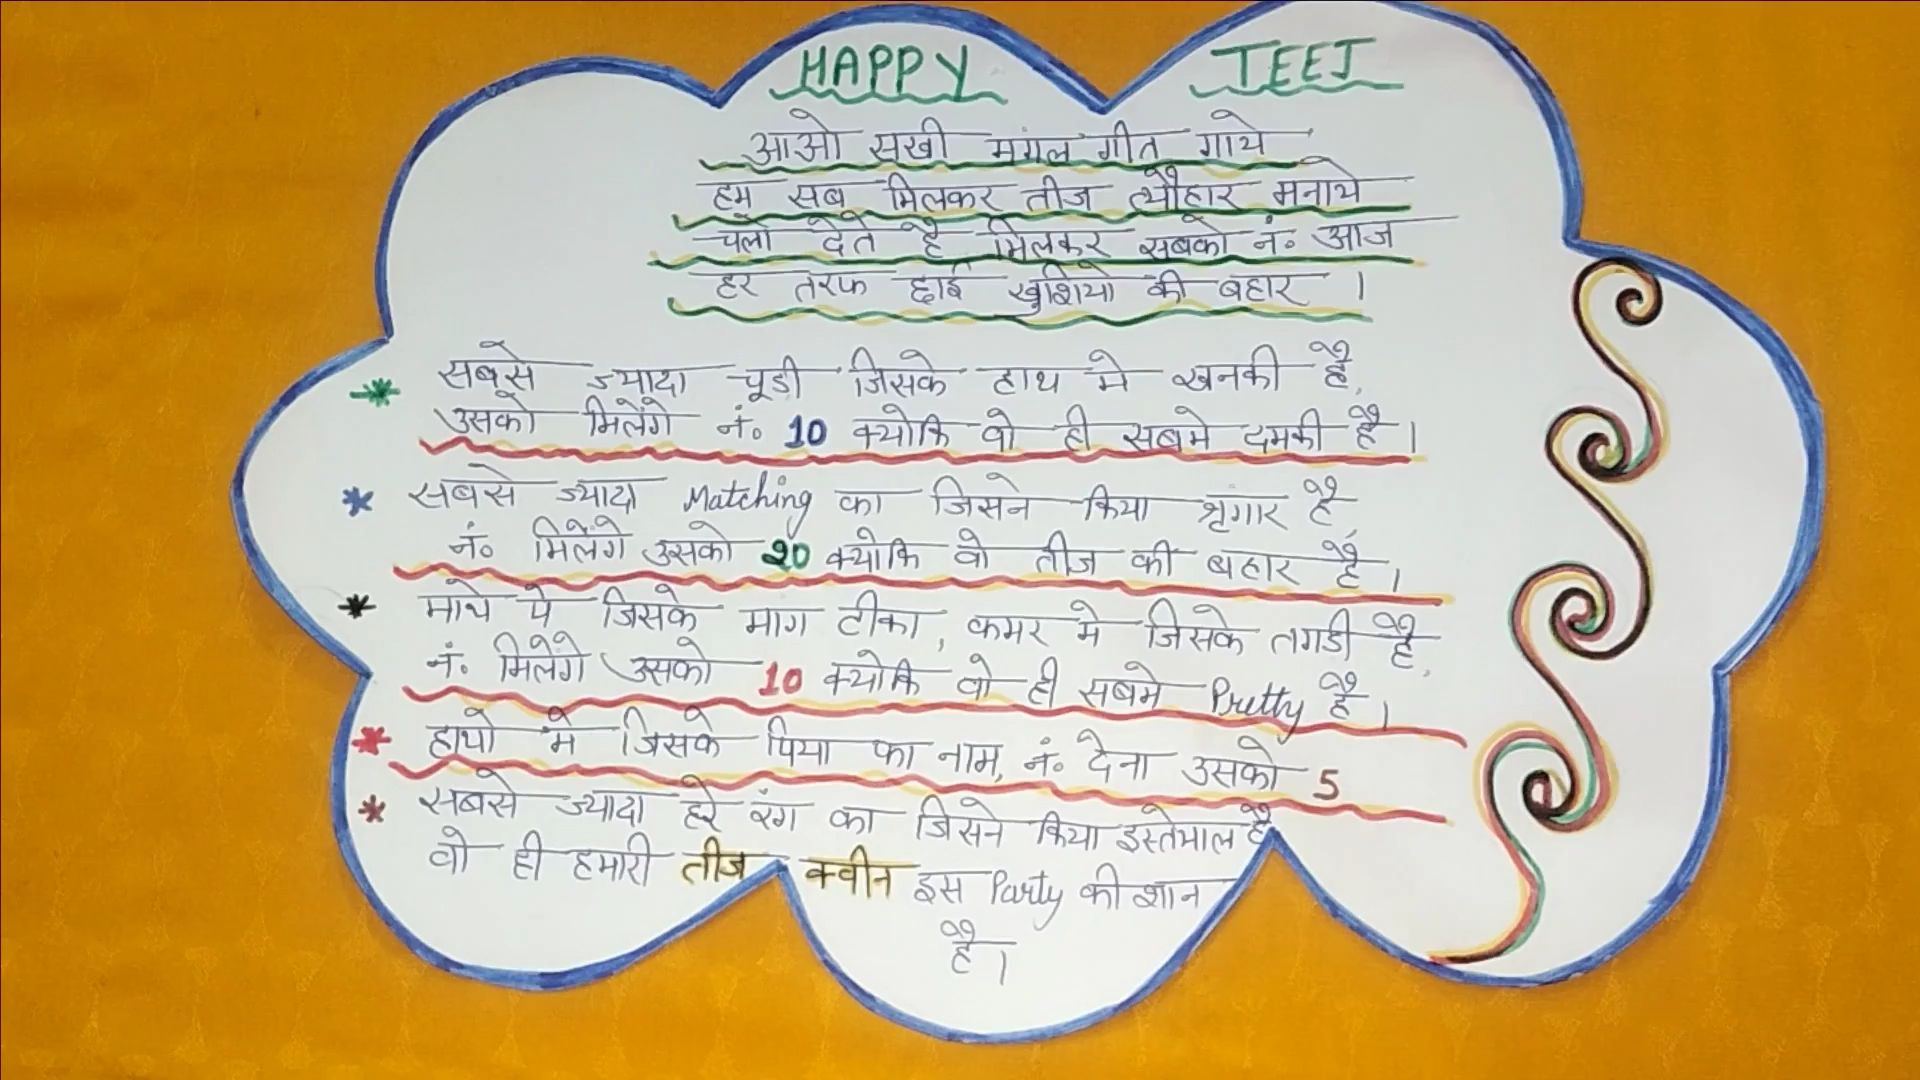 HAPPY TEEJ
आओ सखी मंगल गीत गाये
हम सब मिलकर तीज त्यौहार मनाये
चलो देते है मिलकर सबको नं. आज
हर तरफ छाई खुशियो की बहार ।
* सबसे ज्यादा चूडी जिसके हाथ मे खनकी है,
उसको मिलेंगे नं. 10 क्योकि वो ही सबमे दमकी है ।
* सबसे ज्यादा Matching का जिसने किया श्रृंगार है,
नं. मिलेंगे उसको 20 क्योकि वो तीज की बहार है ।
* माथे पे जिसके माग टीका, कमर मे जिसके तगडी है,
नं. मिलेंगे उसको 10 क्योकि वो ही सबमे Pretty है ।
* हाथो मे जिसके पिया का नाम, नं. देना उसको 5
* सबसे ज्यादा हरे रंग का जिसने किया इस्तेमाल है
वो ही हमारी तीज क्वीन इस Party की शान
है ।